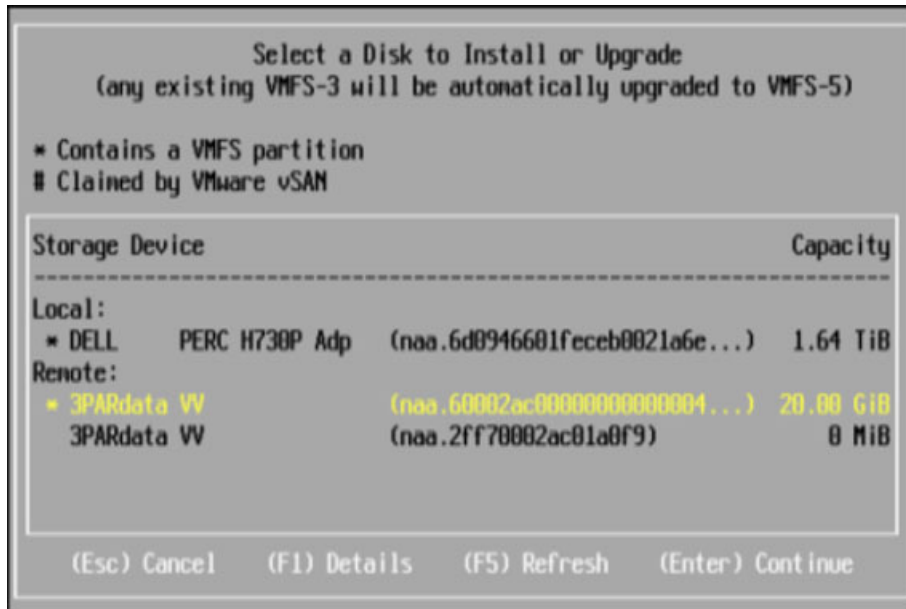 Select a Disk to Install or Upgrade
(any existing VMFS-3 will be automatically upgraded to VMFS-5)
* Contains a VMFS partition
# Claimed by VMware vSAN
Storage Device Capacity
Local:
* DELL PERC H730P Adp (naa.6d0946601feceb0021a6e...) 1.64 TiB
Remote:
* 3PARdata VV (naa.60002ac00000000000004...) 20.00 GiB
3PARdata VV (naa.2ff70002ac01a0f9) 0 MiB
(Esc) Cancel (F1) Details (F5) Refresh (Enter) Continue